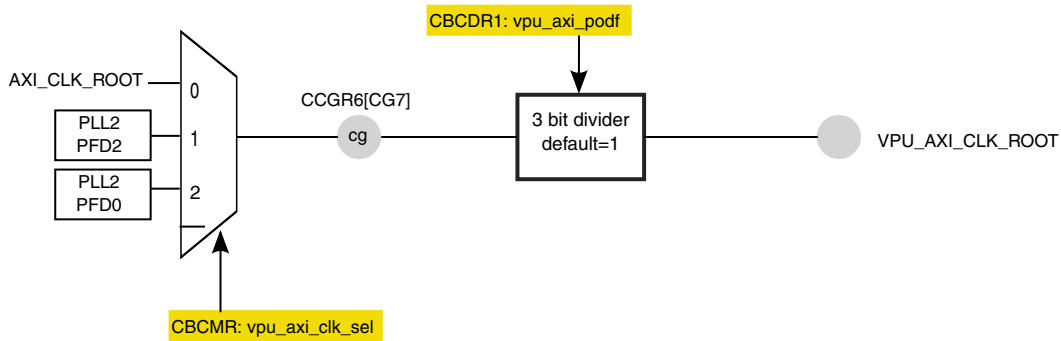 CBCDR1: vpu_axi_podf
AXI_CLK_ROOT
0
CCGR6[CG7]
PLL2
PFD2
1
cg
3 bit divider
default=1
VPU_AXI_CLK_ROOT
PLL2
PFD0
2
CBCMR: vpu_axi_clk_sel